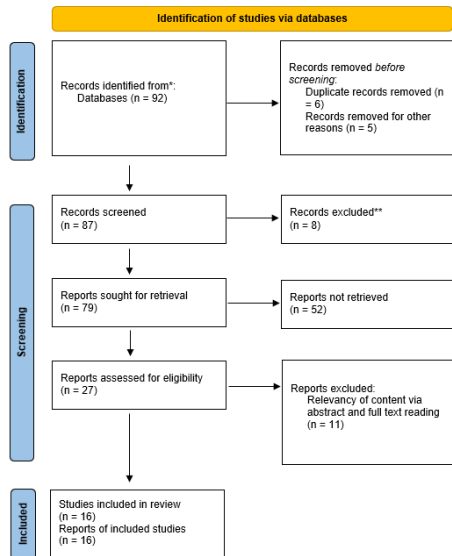 Identification of studies via databases
Identification
Records identified from*:
Databases (n = 92)
Records removed before
screening:
Duplicate records removed (n
= 6)
Records removed for other
reasons (n = 5)
Screening
Records screened
(n = 87)
Records excluded**
(n = 8)
Reports sought for retrieval
(n = 79)
Reports not retrieved
(n = 52)
Reports assessed for eligibility
(n = 27)
Reports excluded:
Relevancy of content via
abstract and full text reading
(n = 11)
Included
Studies included in review
(n = 16)
Reports of included studies
(n = 16)